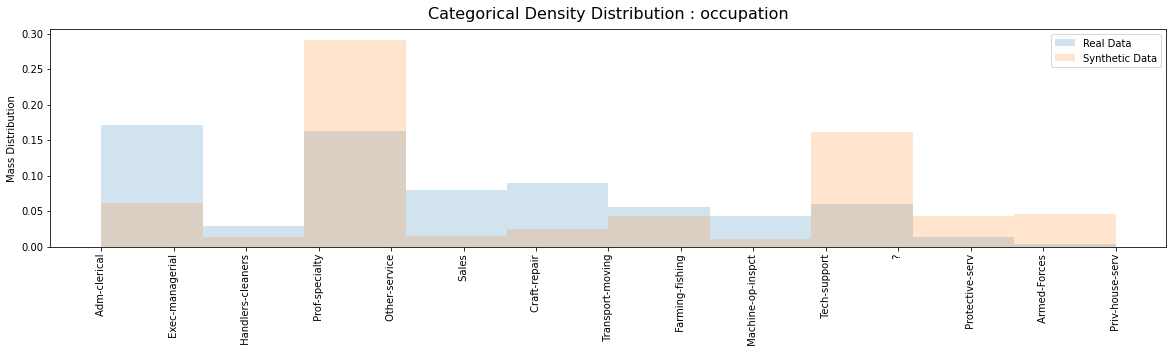 Categorical Density Distribution : occupation
Real Data
Synthetic Data
Mass Distribution
0.30
0.25
0.20
0.15
0.10
0.05
0.00
Adm-clerical
Exec-managerial
Handlers-cleaners
Prof-specialty
Other-service
Sales
Craft-repair
Transport-moving
Farming-fishing
Machine-op-inspct
Tech-support
?
Protective-serv
Armed-Forces
Priv-house-serv